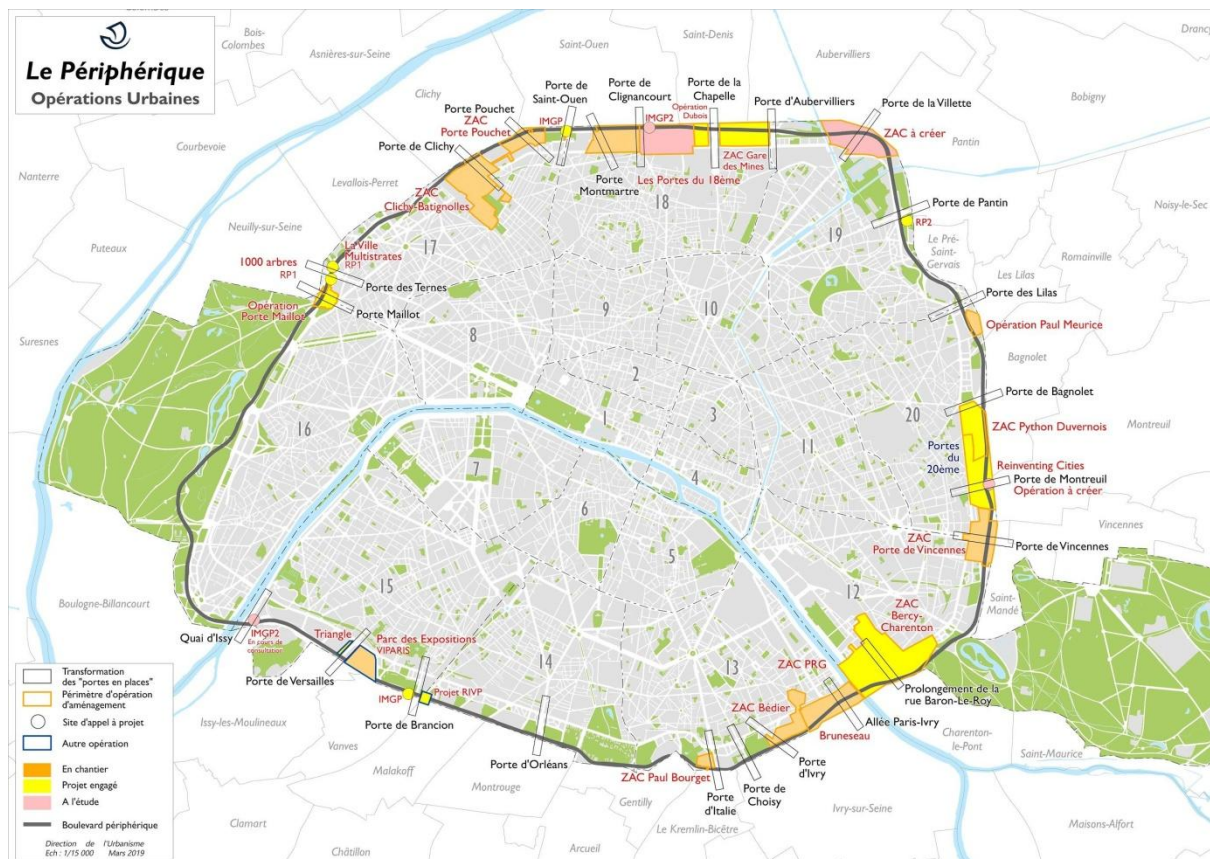 Le Périphérique
Opérations Urbaines
Colombes
Bois-
Colombes
Asnières-sur-Seine
Saint-Ouen
Saint-Denis
Aubervilliers
Drancy
Clichy
Bobigny
Pantin
Courbevoie
Nanterre
Levallois-Perret
Neuilly-sur-Seine
Puteaux
Suresnes
Noisy-le-Sec
Le Pré-
Saint-
Gervais
Les Lilas
Romainville
Bagnolet
Montreuil
Vincennes
Saint-
Mandé
Porte Pouchet
ZAC
Porte Pouchet
Porte de
Saint-Ouen
IMGP
Porte de
Clignancourt
IMGP2
Porte de la
Chapelle
Opération
Dubois
Porte d'Aubervilliers
Porte de la Villette
ZAC à créer
Porte de Clichy
ZAC
Clichy-Batignolles
Porte
Montmartre
Les Portes du 18ème
ZAC Gare
des Mines
Porte de Pantin
RP2
La Ville
Multistrates
RP1
1000 arbres
RP1
Porte des Ternes
Opération
Porte Maillot
Porte Maillot
Porte des Lilas
Opération Paul Meurice
Porte de Bagnolet
ZAC Python Duvernois
Portes
du
20ème
Reinventing Cities
Porte de Montreuil
Opération à créer
ZAC
Porte de Vincennes
Porte de Vincennes
17
18
19
9
10
8
2
1
3
20
16
7
11
4
6
5
15
12
14
13
Boulogne-Billancourt
Quai d'Issy
IMGP2
En cours de
consultation
Triangle
Parc des Expositions
VIPARIS
Porte de Versailles
IMGP
Projet RIVP
Porte de Brancion
Porte d'Orléans
ZAC Paul Bourget
Porte
d'Italie
Porte de
Choisy
Porte
d'Ivry
ZAC Bédier
Bruneseau
Allée Paris-Ivry
ZAC PRG
ZAC
Bercy-
Charenton
Prolongement de la
rue Baron-Le-Roy
Charenton-
le-Pont
Saint-Maurice
Maisons-Alfort
Ivry-sur-Seine
Le Kremlin-Bicêtre
Gentilly
Arcueil
Montrouge
Malakoff
Vanves
Issy-les-Moulineaux
Clamart
Châtillon
Transformation
des "portes en places"
Périmètre d'opération
d'aménagement
Site d'appel à projet
Autre opération
En chantier
Projet engagé
A l'étude
Boulevard périphérique
Direction de l'Urbanisme
Ech : 1/15 000 Mars 2019